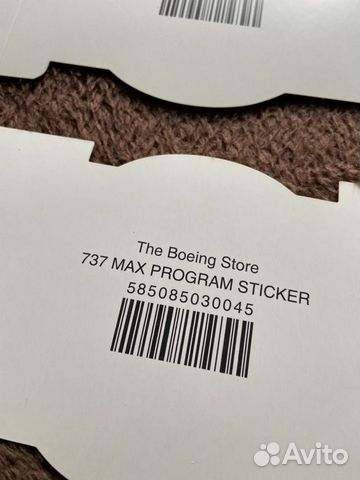 The Boeing Store
737 MAX PROGRAM STICKER
585085030045
Avito